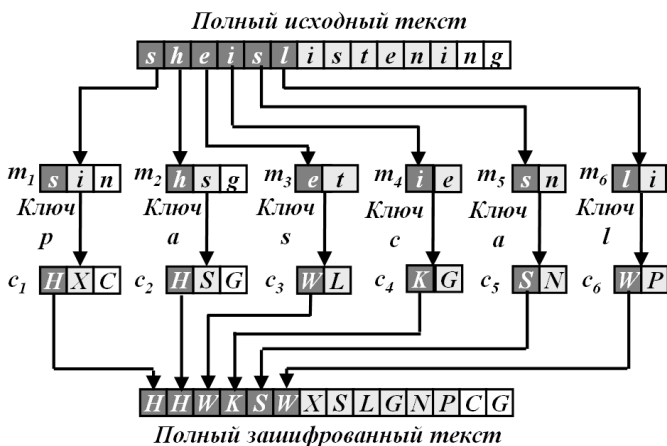 Полный исходный текст
s h e i s l i s t e n i n g
m1 s i n m2 h s g m3 e t m4 i e m5 s n m6 l i
Ключ Ключ Ключ Ключ Ключ Ключ
p a s c a l
c1 H X C c2 H S G c3 W L c4 K G c5 S N c6 W P
H H W K S W X S L G N P C G
Полный зашифрованный текст